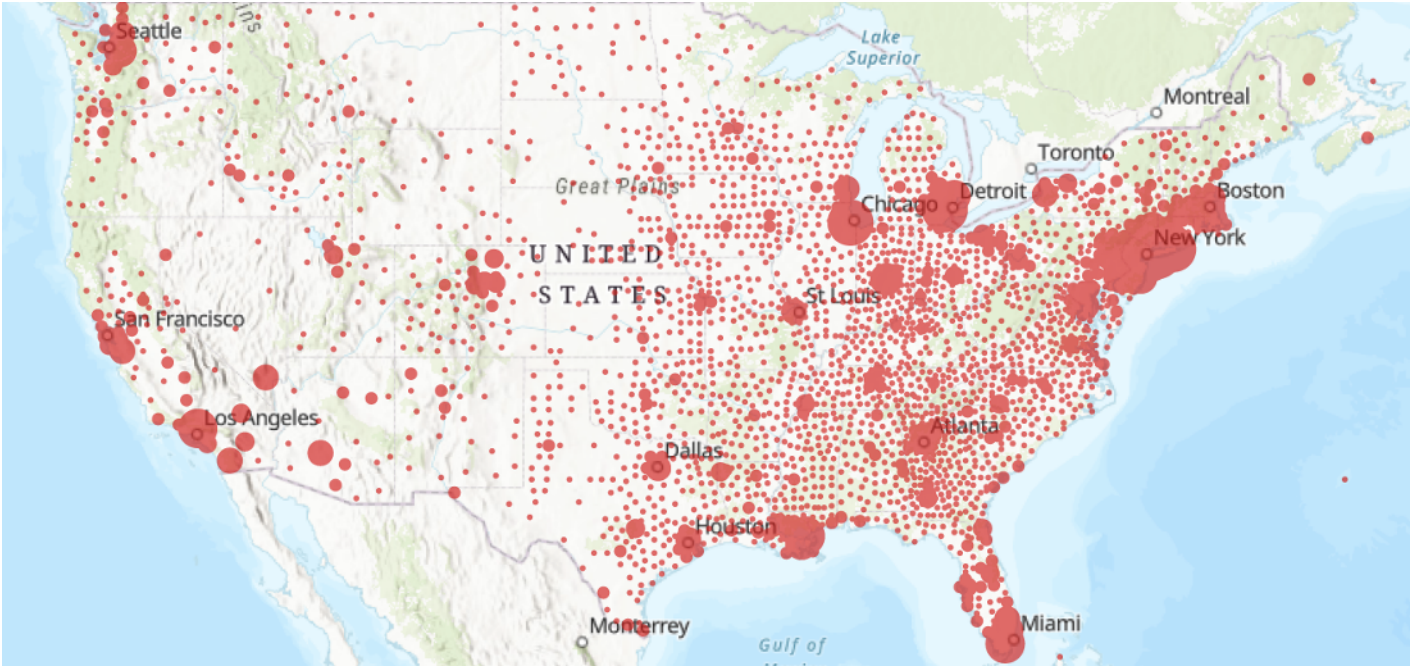 Seattle
ins
Lake
Superior
Montreal
Toronto
Great Plains
Detroit
Boston
Chicago
New York
UNITED
STATES
St Louis
San Francisco
Los Angeles
Atlanta
Dallas
Houston
Monterrey
Miami
Gulf of